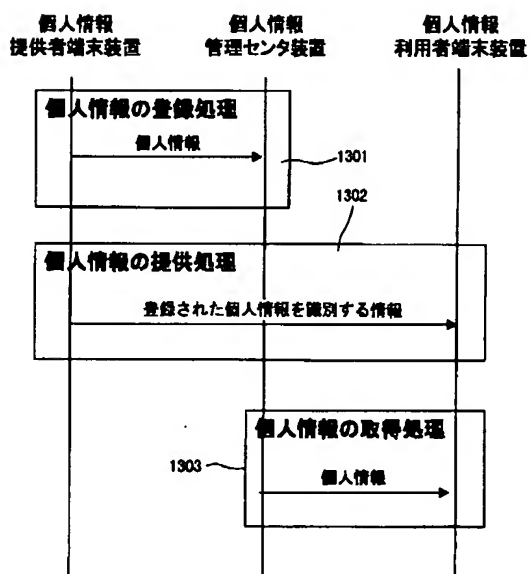 個人情報
提供者端末装置
個人情報
管理センタ装置
個人情報
利用者端末装置
個人情報の登録処理
個人情報
1301
1302
個人情報の提供処理
登録された個人情報を識別する情報
個人情報の取得処理
1303
個人情報